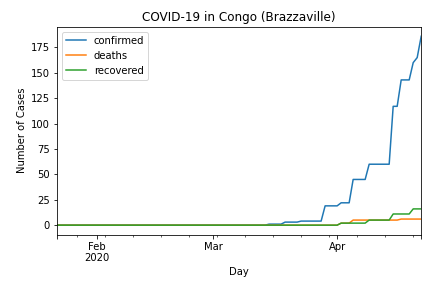 COVID-19 in Congo (Brazzaville)
confirmed
deaths
recovered
Number of Cases
175
150
125
100
75
50
25
0
Feb
2020
Mar
Apr
Day